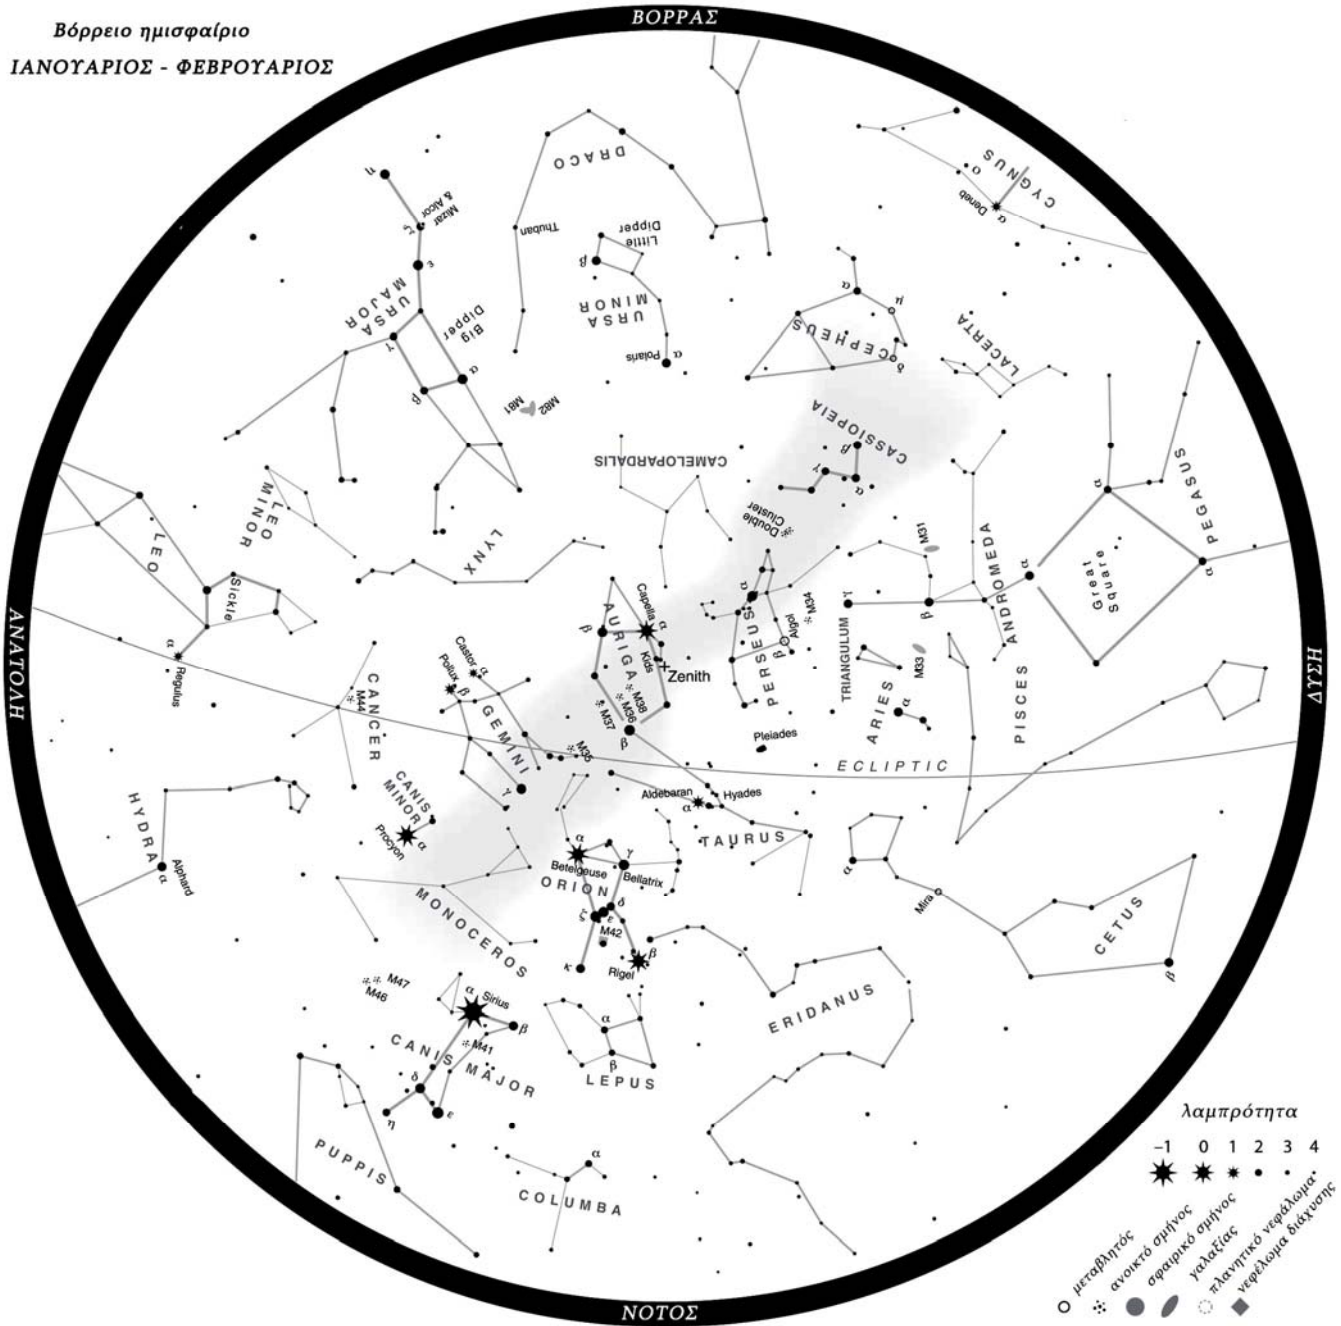 Βόρρειο ημισφαίριο
ΙΑΝΟΥΑΡΙΟΣ - ΦΕΒΡΟΥΑΡΙΟΣ
ΒΟΡΡΑΣ
DRACO
CYGNUS
Deneb
α
ο
η
Mizar
& Alcor
ζ
ε
Thuban
Little
Dipper
β
URSA
MINOR
Polaris
α
URSA
MAJOR
Big
Dipper
γ
α
β
M81
M82
α
μ
CEPHEUS
δ
LACERTA
CASSIOPEIA
β
γ
α
CAMELOPARDALIS
Double
Cluster
PEGASUS
α
α
Great
Square
LEO
MINOR
LEO
Sickle
α
Regulus
LYNX
M31
ANDROMEDA
α
β
γ
AURIGA
Capella
α
β
Kids
Zenith
M38
M36
M37
β
PERSEUS
α
Algol
β
M34
TRIANGULUM
M33
ARIES
α
PISCES
ΑΝΑΤΟΛΗ
ΔΥΣΗ
Castor
α
Pollux
β
GEMINI
γ
M35
CANCER
M44
Pleiades
ECLIPTIC
Aldebaran
α
Hyades
TAURUS
CANIS
MINOR
Procyon
α
HYDRA
Alphard
α
α
Betelgeuse
γ
Bellatrix
ORION
δ
ζ
ε
M42
κ
β
Rigel
MONOCEROS
α
Mira
CETUS
β
M47
M46
α
Sirius
β
M41
CANIS MAJOR
δ
ε
η
α
β
LEPUS
ERIDANUS
PUPPIS
α
COLUMBA
ΝΟΤΟΣ
λαμπρότητα
–1 0 1 2 3 4
μεταβλητός
ανοικτό σμήνος
σφαιρικό σμήνος
γαλαξίας
πλανητικό νεφάλωμα
νεφέλωμα διάχυσης